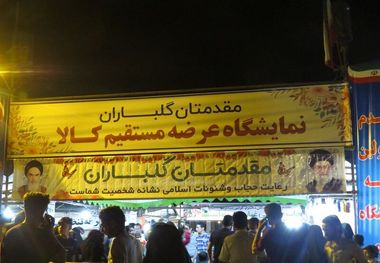 مقدمتان گلباران
نمایشگاه عرضه مستقیم کالا
مقدمتان گلباران
رعایت حجاب و شئونات اسلامی نشانه شخصیت شماست